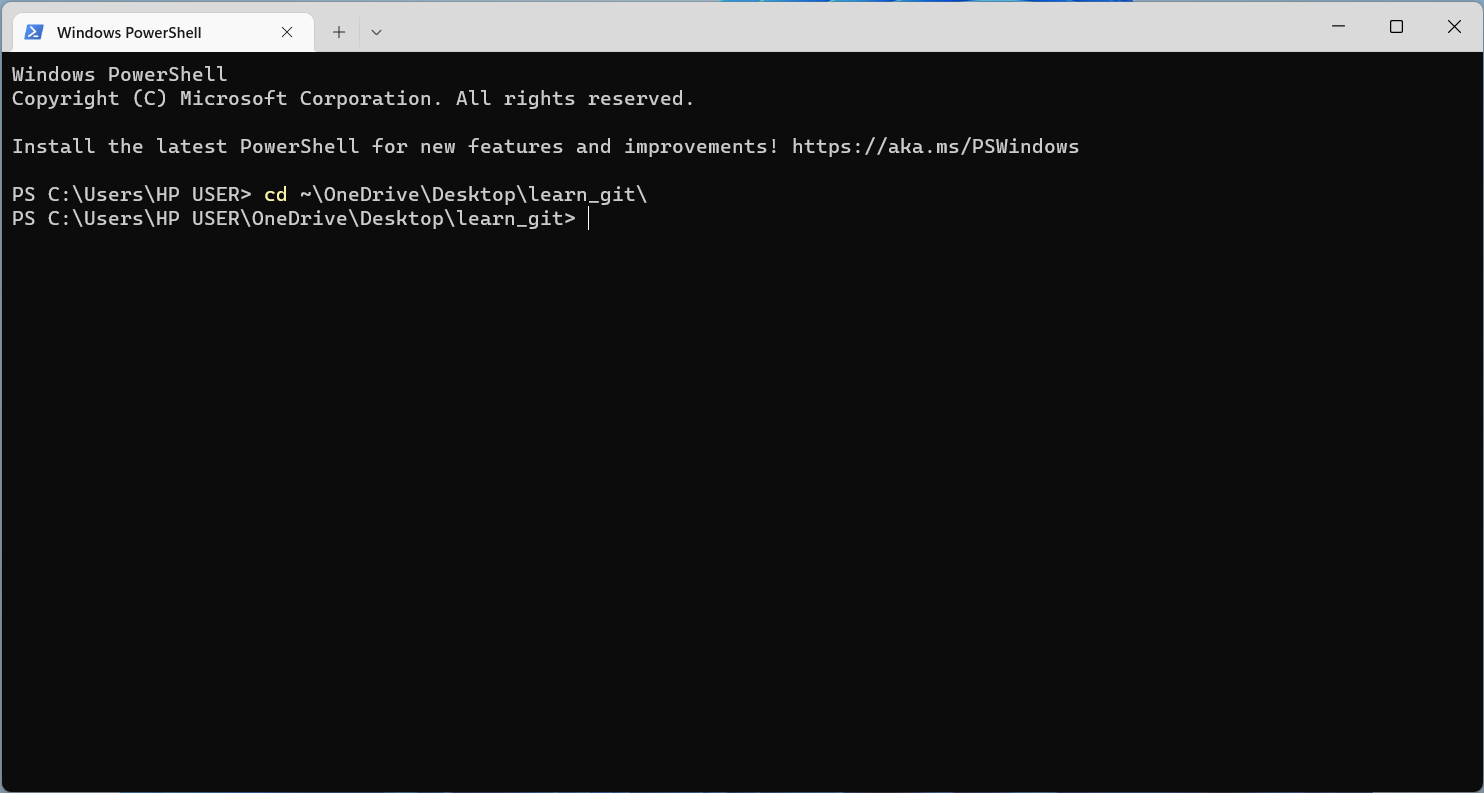 Windows PowerShell
Windows PowerShell
Copyright (C) Microsoft Corporation. All rights reserved.
Install the latest PowerShell for new features and improvements! https://aka.ms/PSWindows
PS C:\Users\HP USER> cd ~\OneDrive\Desktop\learn_git\
PS C:\Users\HP USER\OneDrive\Desktop\learn_git>